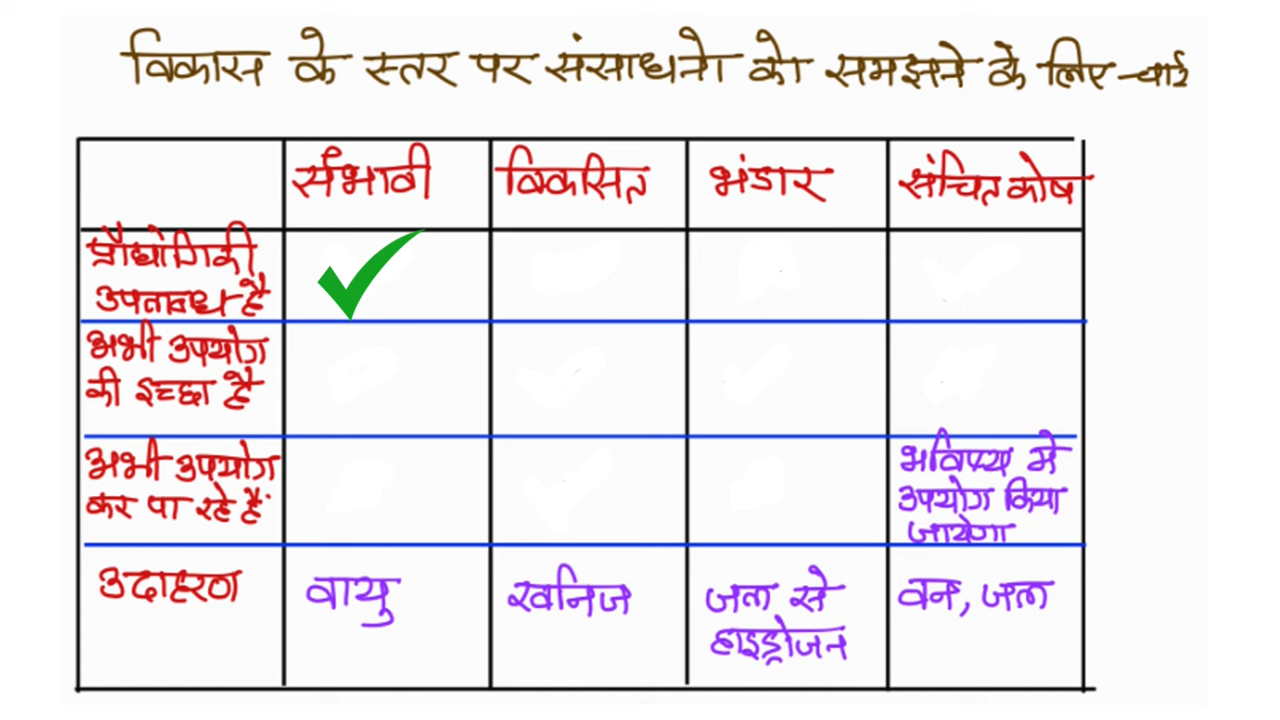 विकास के स्तर पर संसाधनो को समझने के लिए - चार्ट
संभावी विकसित भंडार संचित कोष
प्रौद्योगिकी
उपलब्ध है
अभी उपयोग
की इच्छा है
अभी उपयोग
कर पा रहे हैं
भविष्य मे
उपयोग किया
जायेगा
उदाहरण वायु खनिज जल से वन, जल
हाइड्रोजन